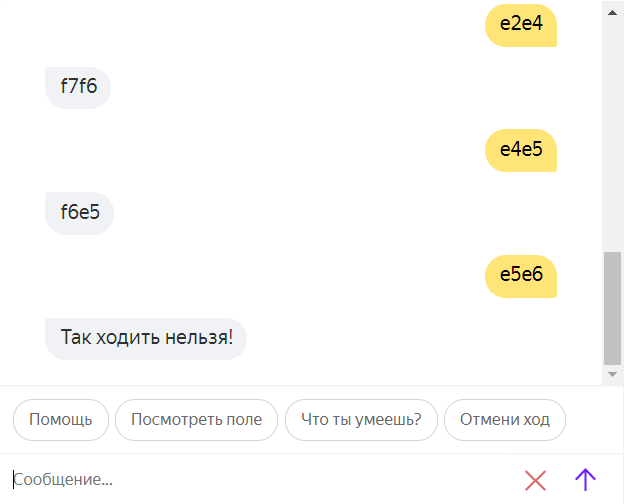 e2e4
f7f6
e4e5
f6e5
e5e6
Так ходить нельзя!
Помощь
Посмотреть поле
Что ты умеешь?
Отмени ход
Сообщение...